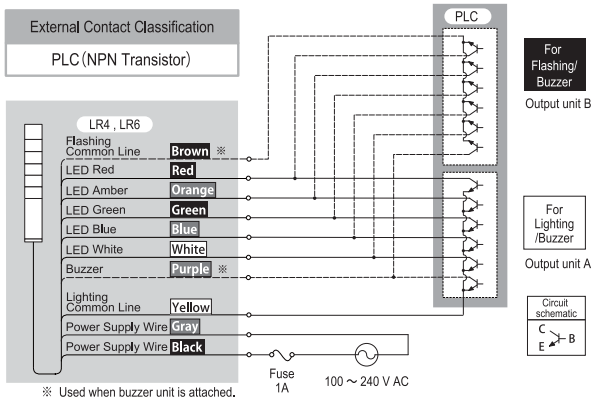 External Contact Classification
PLC (NPN Transistor)
PLC
For
Flashing/
Buzzer
Output unit B
LR4 , LR6
Flashing
Common Line Brown ※
LED Red Red
LED Amber Orange
LED Green Green
LED Blue Blue
LED White White
Buzzer Purple ※
Lighting
Common Line Yellow
Power Supply Wire Gray
Power Supply Wire Black
For
Lighting
/Buzzer
Output unit A
Circuit
schematic
C
B
E
Fuse
1A
100 ～ 240 V AC
※ Used when buzzer unit is attached.